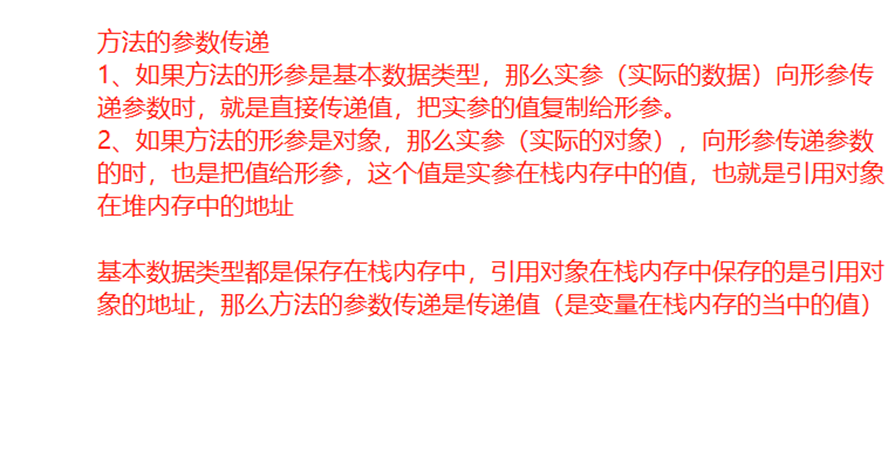 方法的参数传递
1、如果方法的形参是基本数据类型，那么实参（实际的数据）向形参传
递参数时，就是直接传递值，把实参的值复制给形参。
2、如果方法的形参是对象，那么实参（实际的对象），向形参传递参数
的时，也是把值给形参，这个值是实参在栈内存中的值，也就是引用对象
在堆内存中的地址
基本数据类型都是保存在栈内存中，引用对象在栈内存中保存的是引用对
象的地址，那么方法的参数传递是传递值（是变量在栈内存的当中的值）